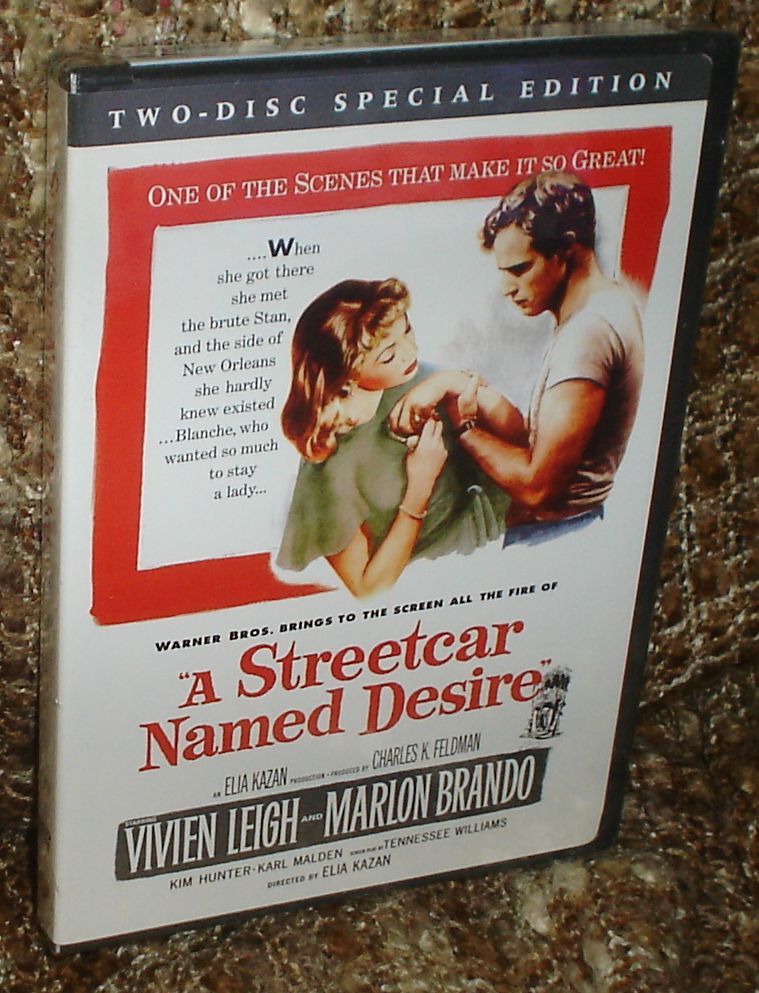 TWO-DISC SPECIAL EDITION
ONE OF THE SCENES THAT MAKE IT SO GREAT!
....When
she got there
she met
the brute Stan,
and the side of
New Orleans
she hardly
knew existed
...Blanche, who
wanted so much
to stay
a lady...
WARNER BROS. BRINGS TO THE SCREEN ALL THE FIRE OF
"A Streetcar
Named Desire"
AN ELIA KAZAN PRODUCTION · PRODUCED BY CHARLES K. FELDMAN
STARRING
VIVIEN LEIGH AND MARLON BRANDO
KIM HUNTER · KARL MALDEN SCREEN PLAY BY TENNESSEE WILLIAMS
DIRECTED BY ELIA KAZAN